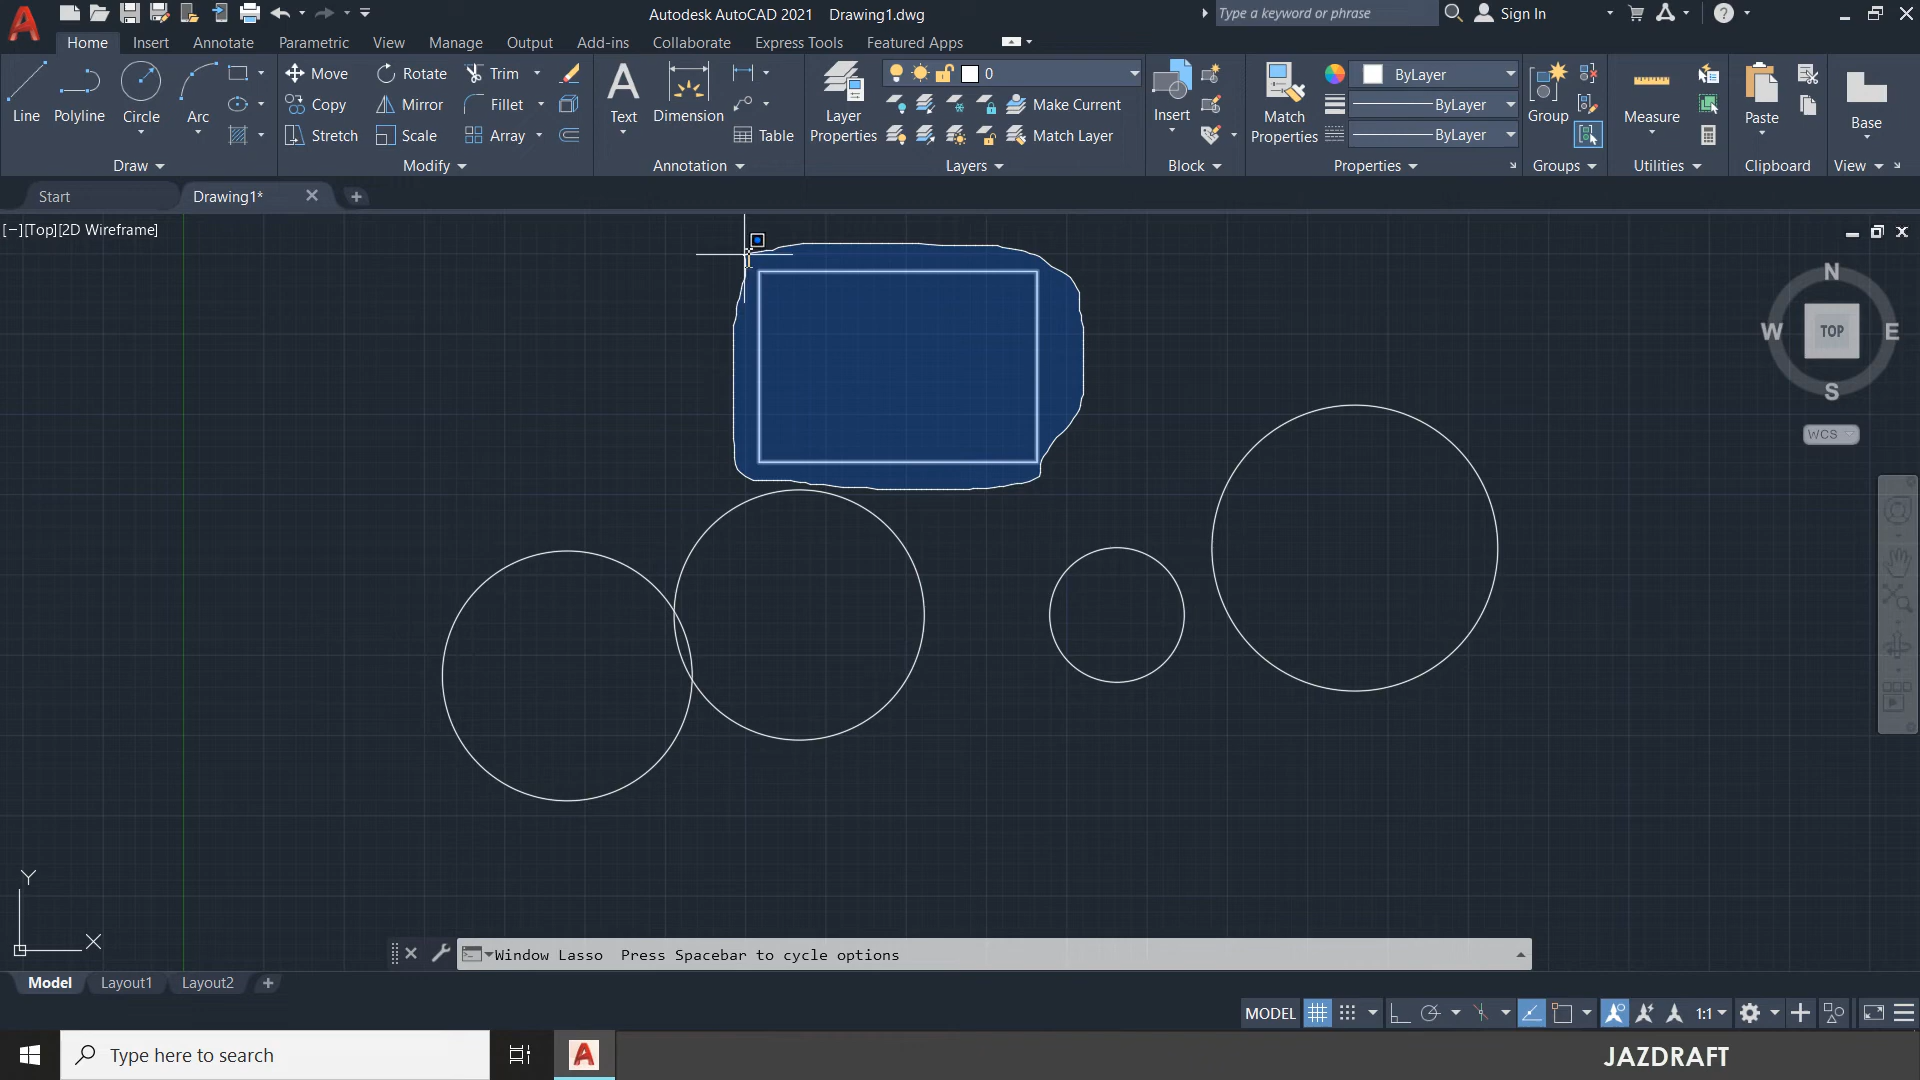 Autodesk AutoCAD 2021 Drawing1.dwg
Type a keyword or phrase
Sign In
Home Insert Annotate Parametric View Manage Output Add-ins Collaborate Express Tools Featured Apps
Line Polyline Circle Arc
Move Rotate Trim
Copy Mirror Fillet
Stretch Scale Array
Text Dimension Table
Layer Properties
0
Make Current
Match Layer
Insert
Match Properties
ByLayer
ByLayer
ByLayer
Group
Measure
Paste
Base
Draw Modify Annotation Layers Block Properties Groups Utilities Clipboard View
Start Drawing1*
[−][Top][2D Wireframe]
N
W TOP E
S
WCS
Y
X
Window Lasso Press Spacebar to cycle options
Model Layout1 Layout2
MODEL 1:1
Type here to search
JAZDRAFT